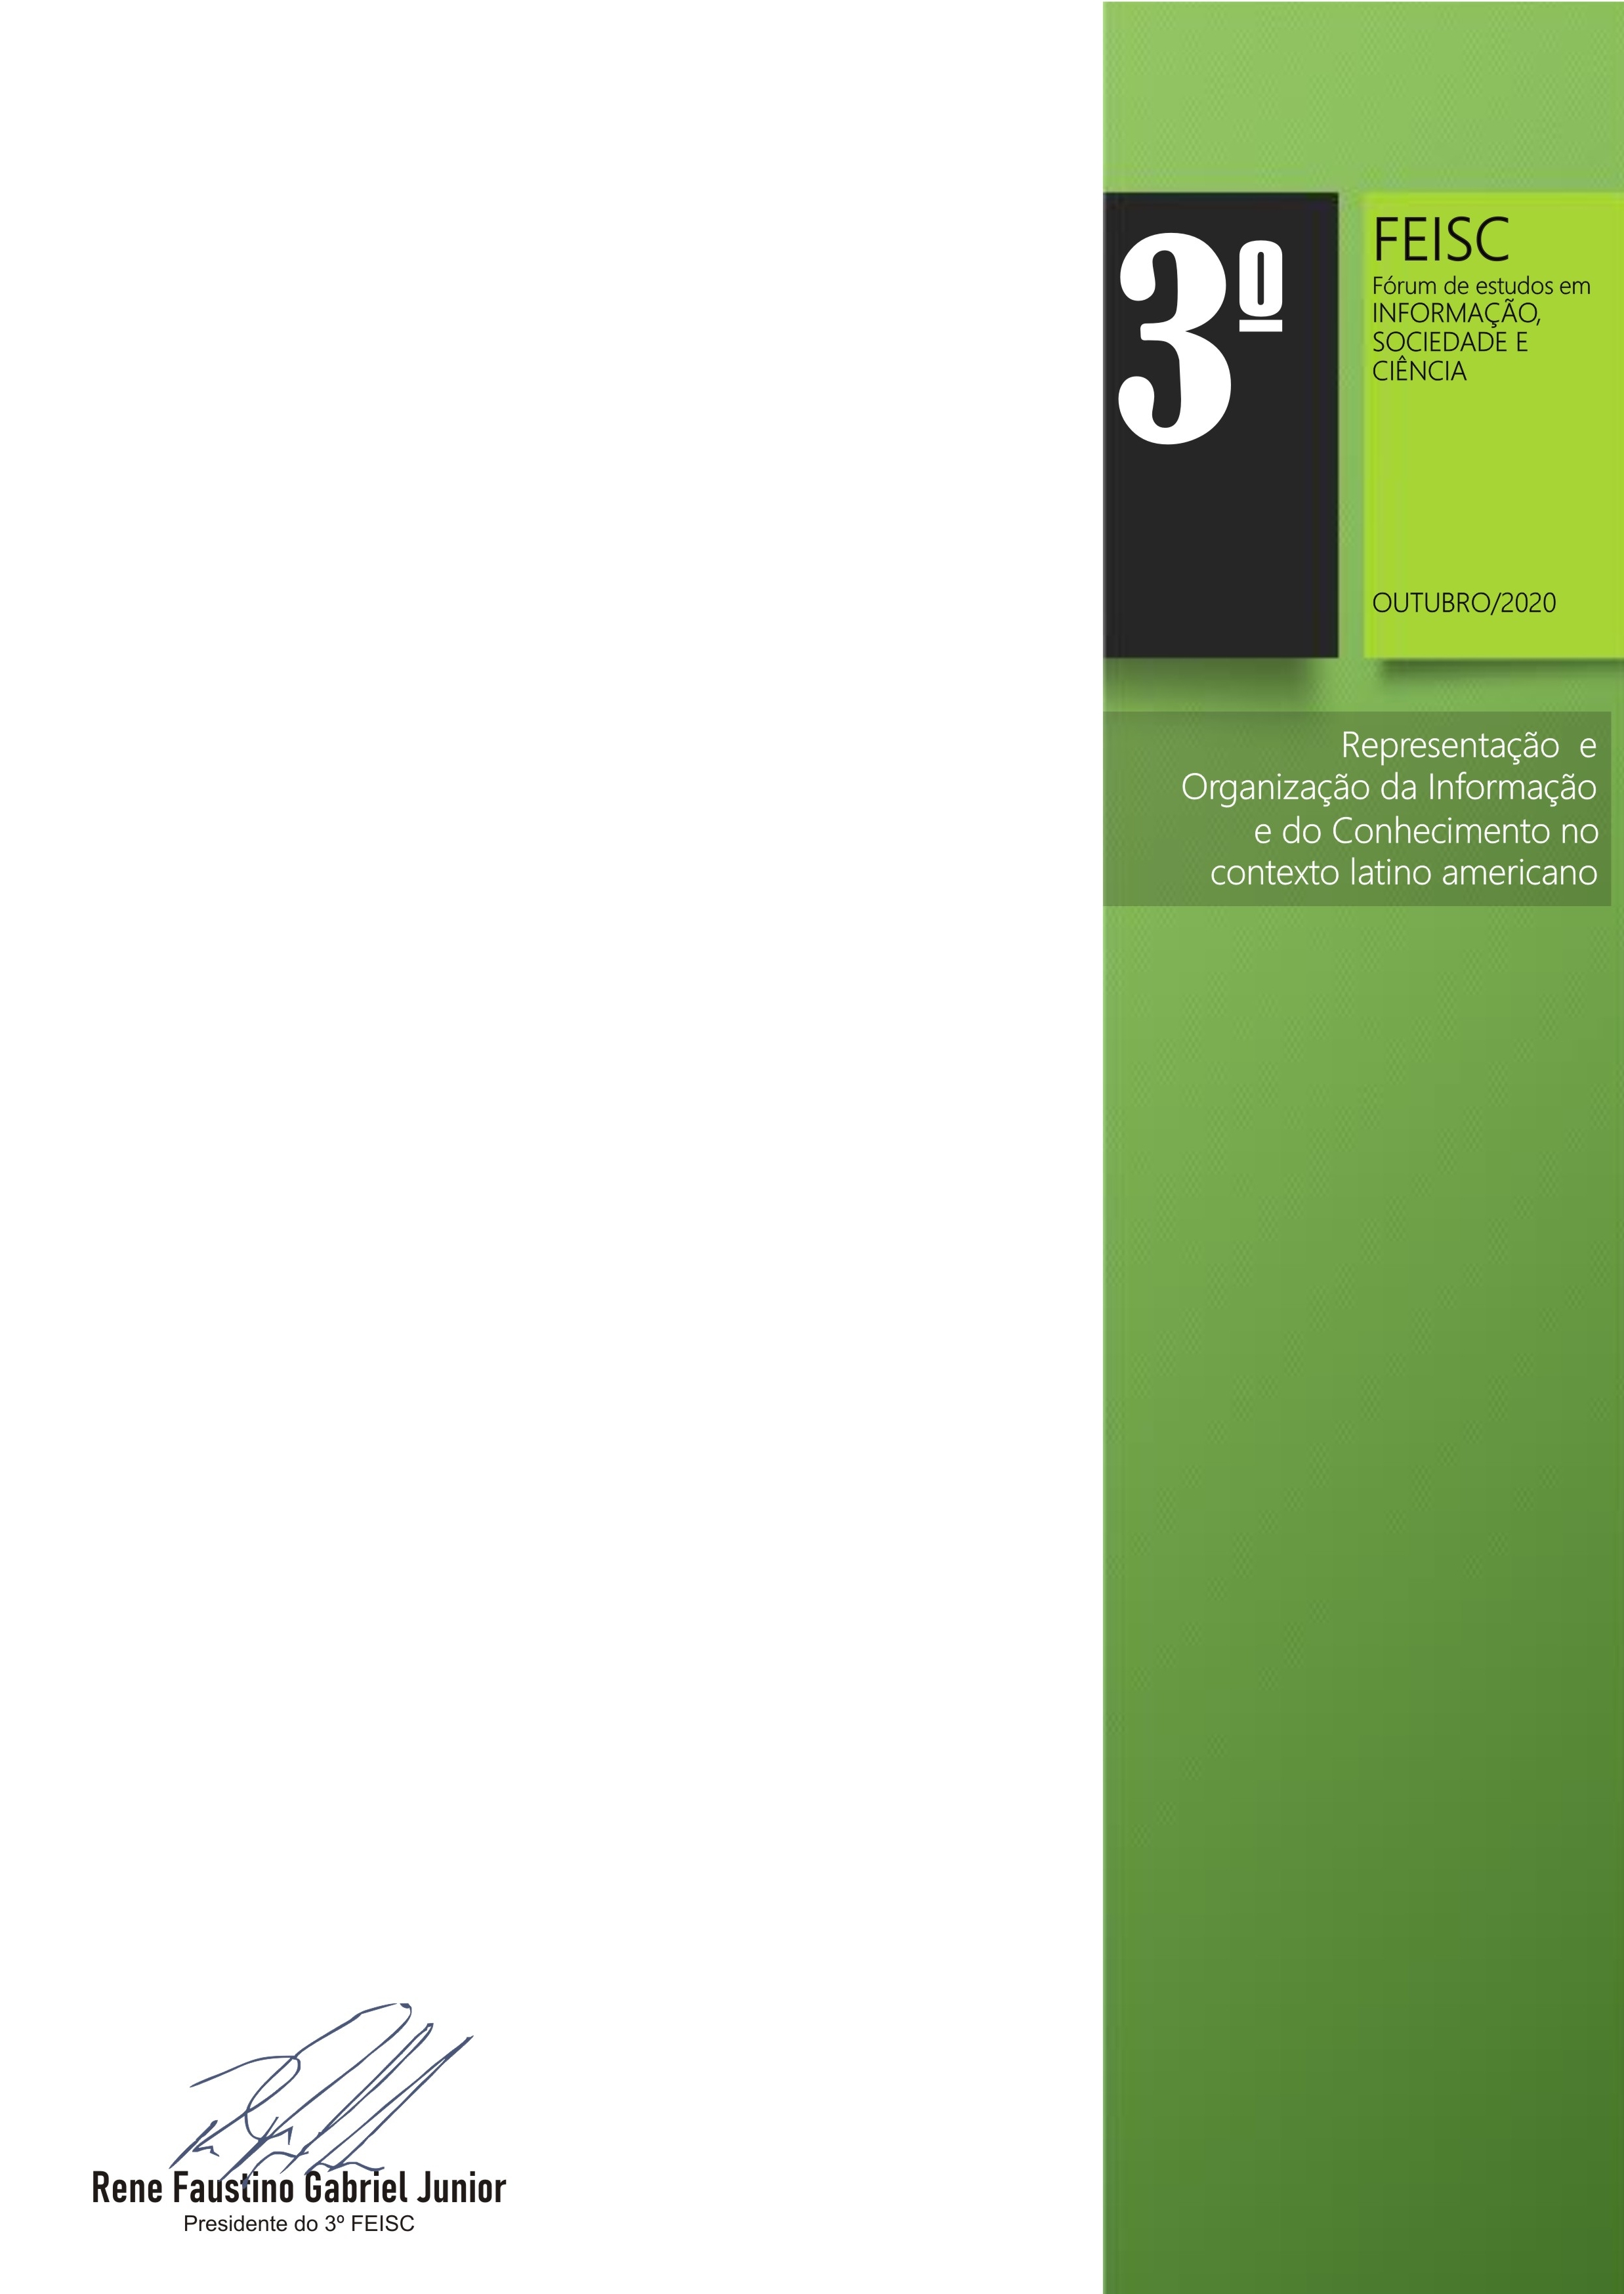 3º
FEISC
Fórum de estudos em
INFORMAÇÃO,
SOCIEDADE E
CIÊNCIA
OUTUBRO/2020
Representação e
Organização da Informação
e do Conhecimento no
contexto latino americano
Rene Faustino Gabriel Junior
Presidente do 3º FEISC